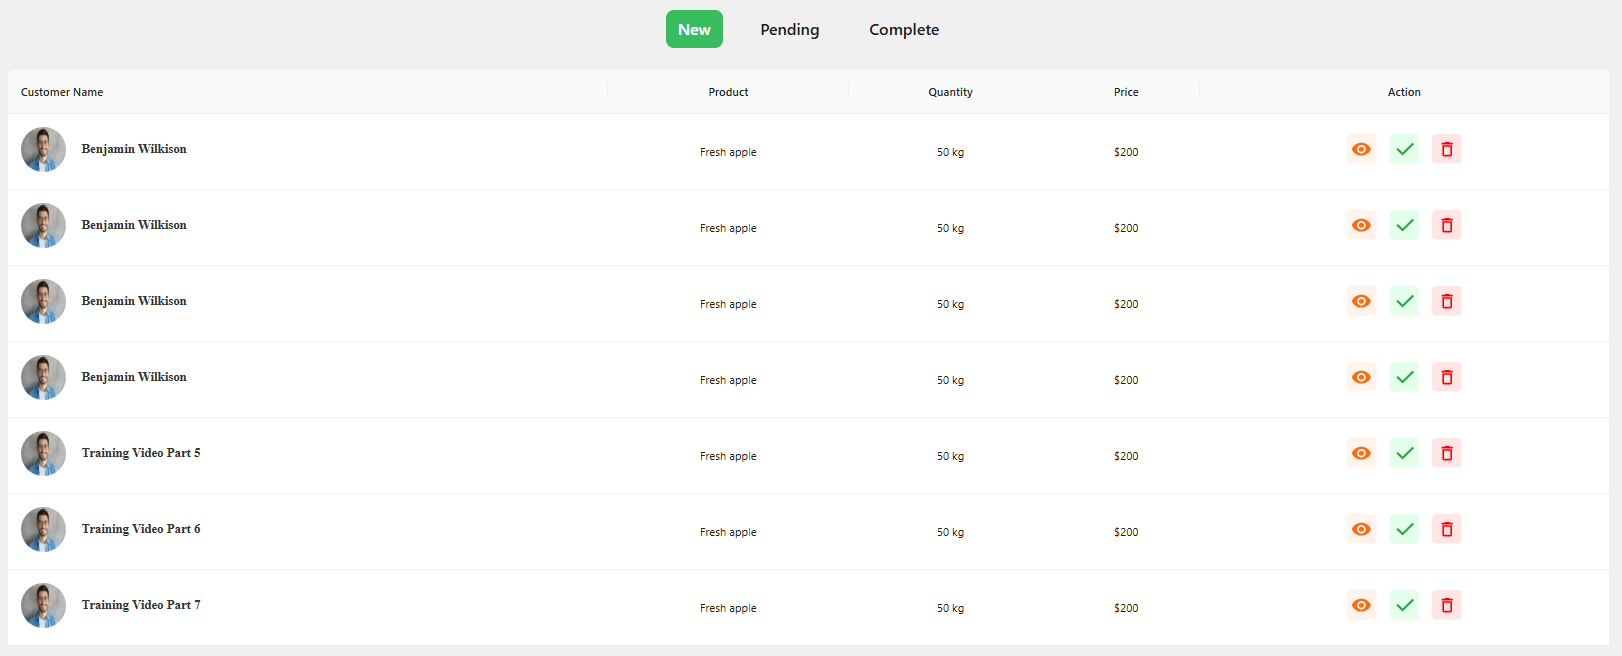 New Pending Complete
Customer Name Product Quantity Price Action
Benjamin Wilkison Fresh apple 50 kg $200
Benjamin Wilkison Fresh apple 50 kg $200
Benjamin Wilkison Fresh apple 50 kg $200
Benjamin Wilkison Fresh apple 50 kg $200
Training Video Part 5 Fresh apple 50 kg $200
Training Video Part 6 Fresh apple 50 kg $200
Training Video Part 7 Fresh apple 50 kg $200